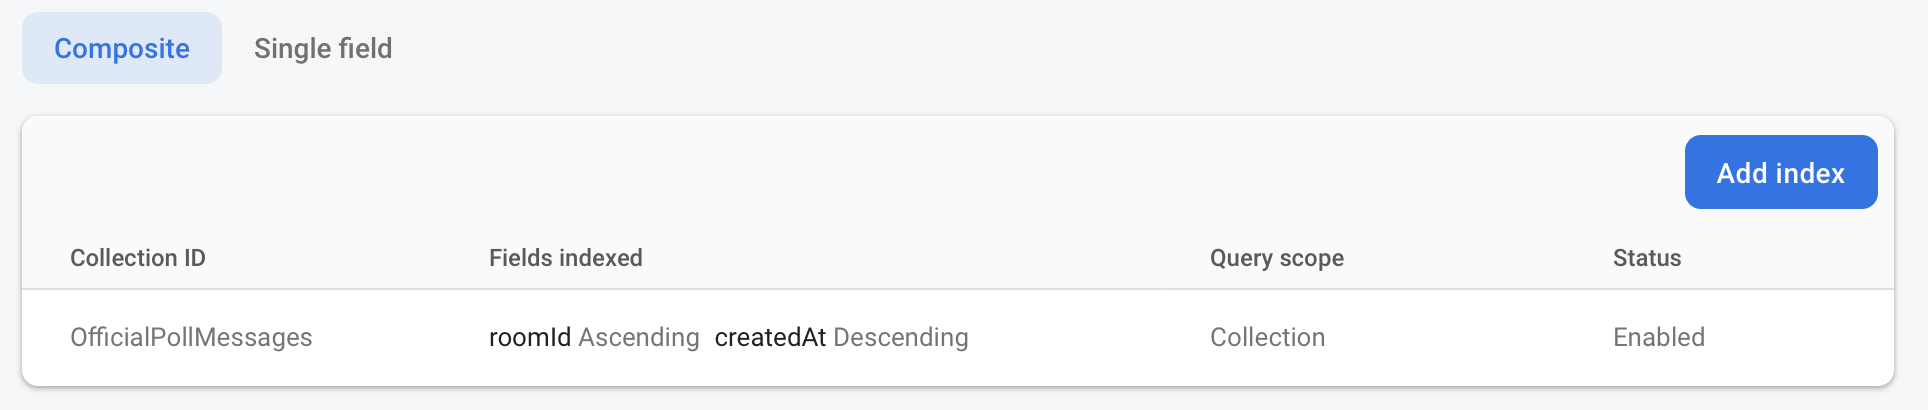 Composite Single field
Add index
Collection ID Fields indexed Query scope Status
OfficialPollMessages roomId Ascending createdAt Descending Collection Enabled